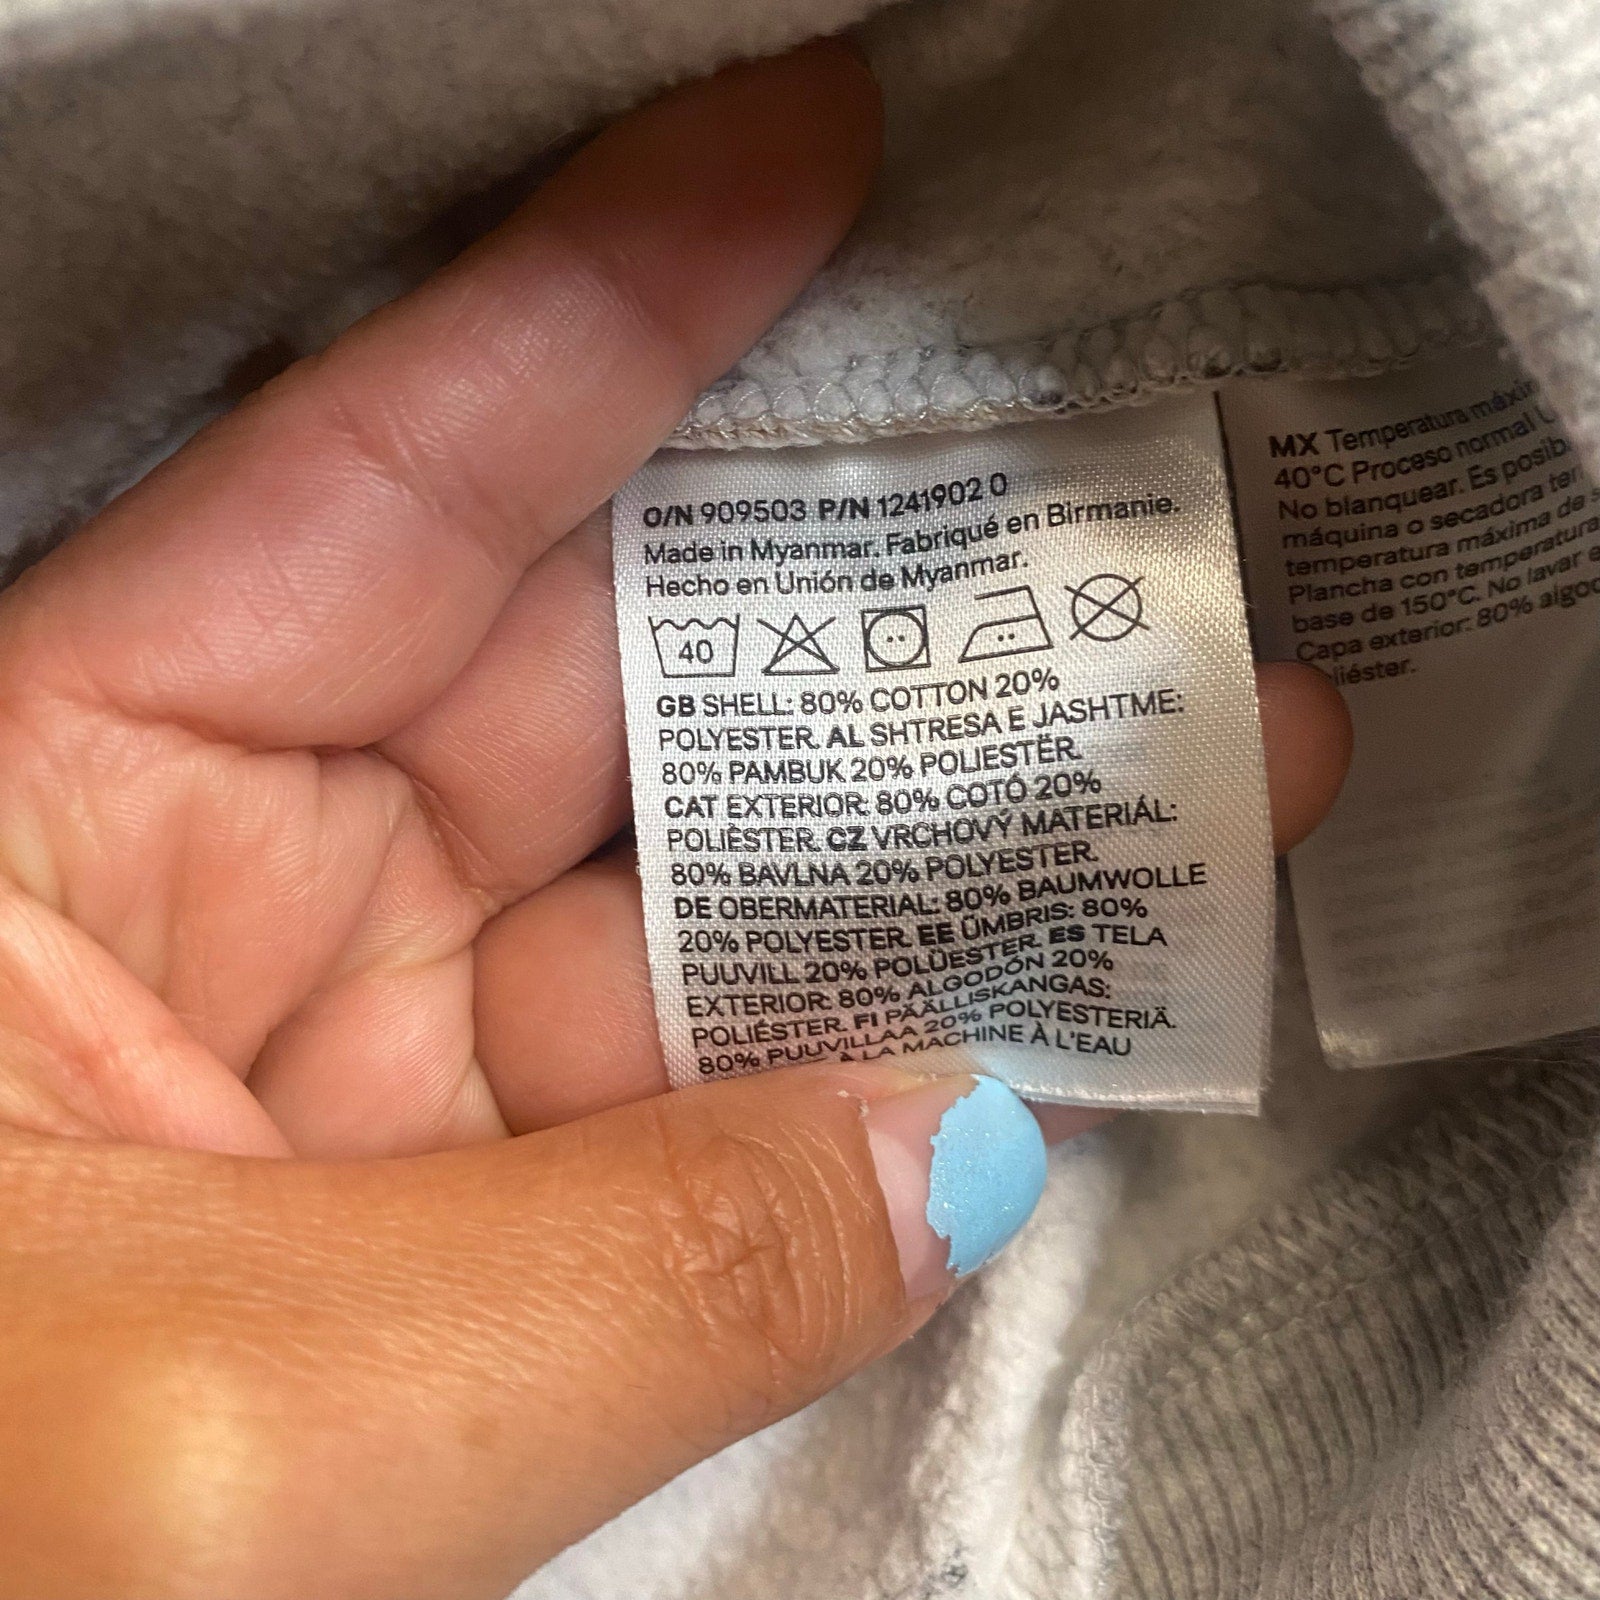 O/N 909503 P/N 1241902 0
Made in Myanmar. Fabriqué en Birmanie.
Hecho en Unión de Myanmar.
40
GB SHELL: 80% COTTON 20%
POLYESTER. AL SHTRESA E JASHTME:
80% PAMBUK 20% POLIESTËR.
CAT EXTERIOR: 80% COTÓ 20%
POLIÈSTER. CZ VRCHOVÝ MATERIÁL:
80% BAVLNA 20% POLYESTER.
DE OBERMATERIAL: 80% BAUMWOLLE
20% POLYESTER. EE ÜMBRIS: 80%
PUUVILL 20% POLÜESTER. ES TELA
EXTERIOR: 80% ALGODÓN 20%
POLIÉSTER. FI PÄÄLLISKANGAS:
80% PUUVILLAA 20% POLYESTERIÄ.
À LA MACHINE À L'EAU
MX Temperatura
40°C Proceso normal
No blanquear. Es
máquina o secadora
temperatura máxima de
Plancha con temperatura
base de 150°C. No lavar
Capa exterior: 80%